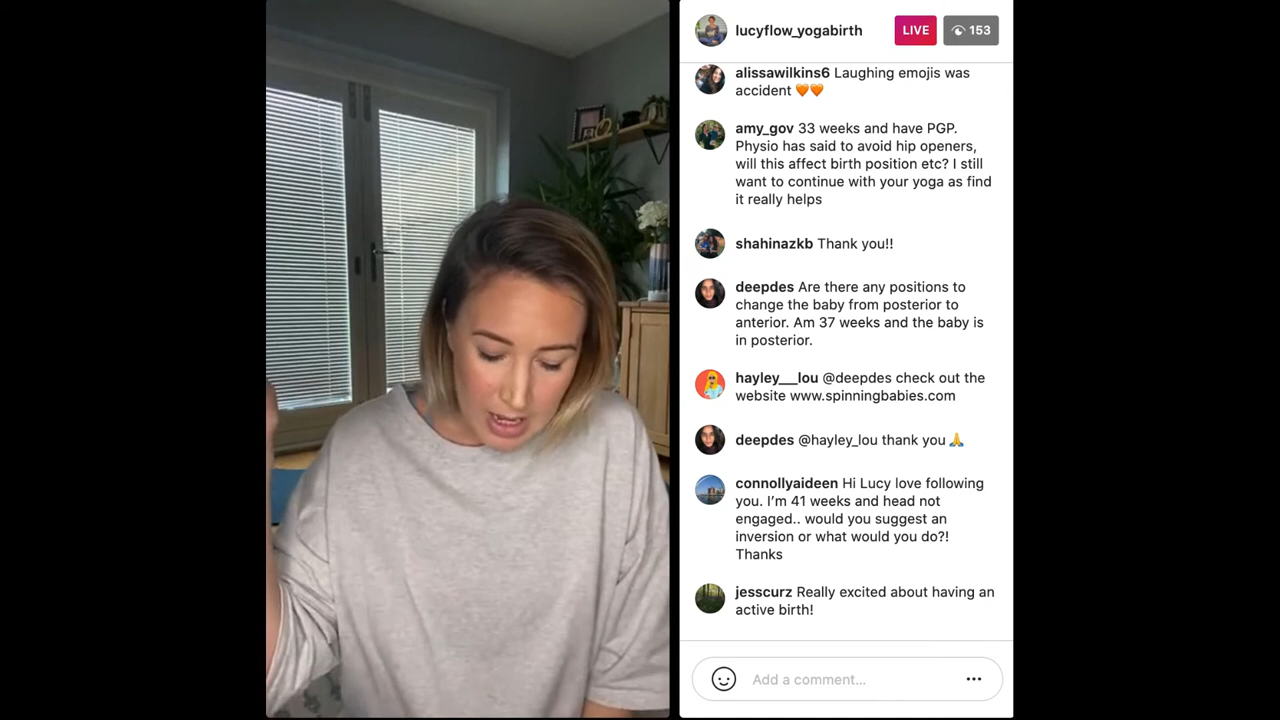 lucyflow_yogabirth
LIVE
153
alissawilkins6 Laughing emojis was
accident 🧡🧡
amy_gov 33 weeks and have PGP.
Physio has said to avoid hip openers,
will this affect birth position etc? I still
want to continue with your yoga as find
it really helps
shahinazkb Thank you!!
deepdes Are there any positions to
change the baby from posterior to
anterior. Am 37 weeks and the baby is
in posterior.
hayley___lou @deepdes check out the
website www.spinningbabies.com
deepdes @hayley_lou thank you 🙏
connollyaideen Hi Lucy love following
you. I’m 41 weeks and head not
engaged.. would you suggest an
inversion or what would you do?!
Thanks
jesscurz Really excited about having an
active birth!
Add a comment...